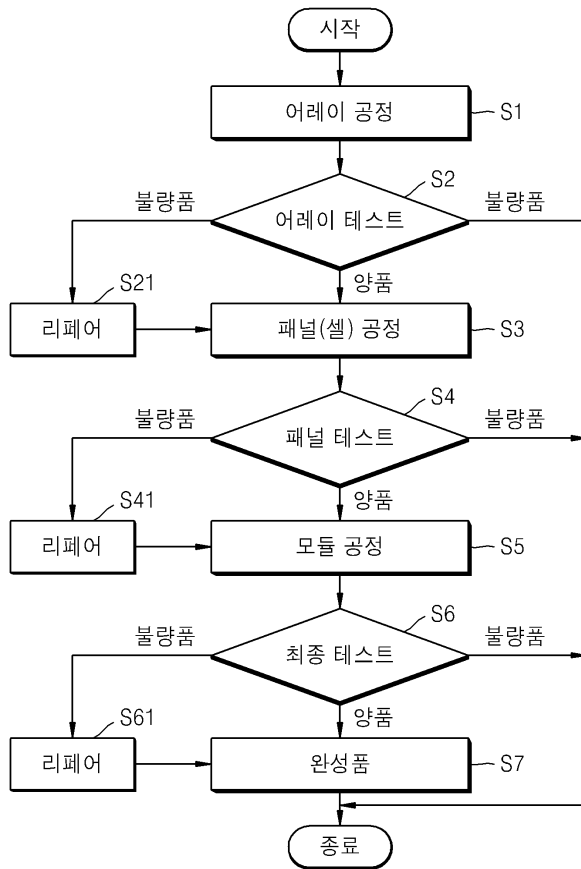 시작
어레이 공정
S1
S2
불량품
어레이 테스트
불량품
양품
S21
리페어
패널(셀) 공정
S3
S4
불량품
패널 테스트
불량품
양품
S41
리페어
모듈 공정
S5
S6
불량품
최종 테스트
불량품
양품
S61
리페어
완성품
S7
종료